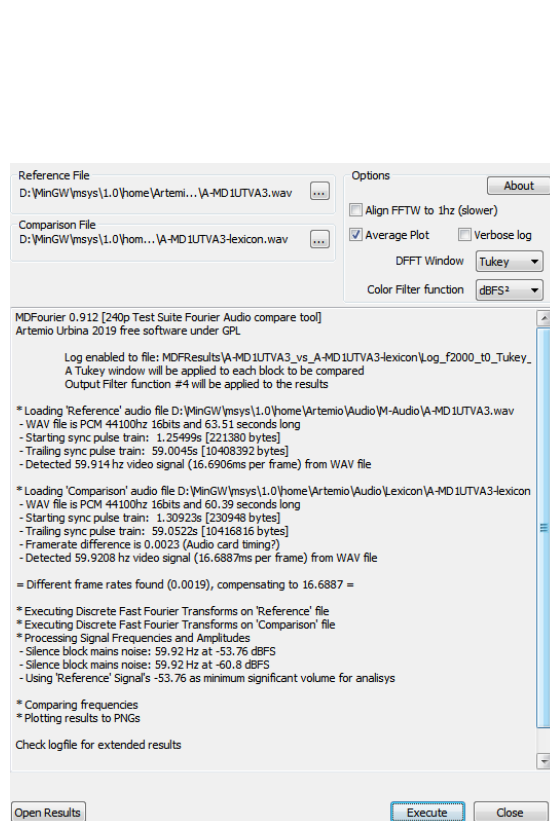 Reference File
D:\MinGW\msys\1.0\home\Artemi...\A-MD1UTVA3.wav
...
Comparison File
D:\MinGW\msys\1.0\hom...\A-MD1UTVA3-lexicon.wav
...
Options
About
Align FFTW to 1hz (slower)
Average Plot
Verbose log
DFFT Window
Tukey
Color Filter function
dBFS²
MDFourier 0.912 [240p Test Suite Fourier Audio compare tool]
Artemio Urbina 2019 free software under GPL
Log enabled to file: MDFResults\A-MD1UTVA3_vs_A-MD1UTVA3-lexicon\Log_f2000_t0_Tukey_
A Tukey window will be applied to each block to be compared
Output Filter function #4 will be applied to the results
* Loading 'Reference' audio file D:\MinGW\msys\1.0\home\Artemio\Audio\M-Audio\A-MD1UTVA3.wav
- WAV file is PCM 44100hz 16bits and 63.51 seconds long
- Starting sync pulse train: 1.25499s [221380 bytes]
- Trailing sync pulse train: 59.0045s [10408392 bytes]
- Detected 59.914 hz video signal (16.6906ms per frame) from WAV file
* Loading 'Comparison' audio file D:\MinGW\msys\1.0\home\Artemio\Audio\Lexicon\A-MD1UTVA3-lexicon
- WAV file is PCM 44100hz 16bits and 60.39 seconds long
- Starting sync pulse train: 1.30923s [230948 bytes]
- Trailing sync pulse train: 59.0522s [10416816 bytes]
- Framerate difference is 0.0023 (Audio card timing?)
- Detected 59.9208 hz video signal (16.6887ms per frame) from WAV file
= Different frame rates found (0.0019), compensating to 16.6887 =
* Executing Discrete Fast Fourier Transforms on 'Reference' file
* Executing Discrete Fast Fourier Transforms on 'Comparison' file
* Processing Signal Frequencies and Amplitudes
- Silence block mains noise: 59.92 Hz at -53.76 dBFS
- Silence block mains noise: 59.92 Hz at -60.8 dBFS
- Using 'Reference' Signal's -53.76 as minimum significant volume for analisys
* Comparing frequencies
* Plotting results to PNGs
Check logfile for extended results
Open Results
Execute
Close